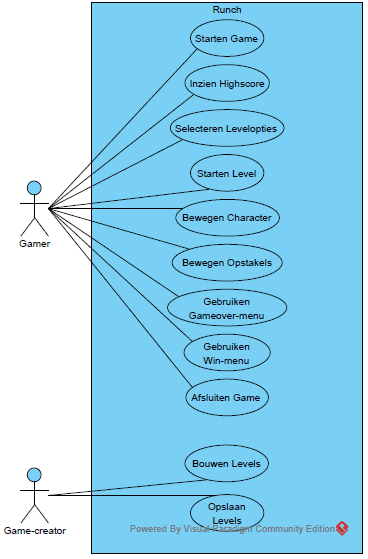 Runch
Starten Game
Inzien Highscore
Selecteren Levelopties
Starten Level
Bewegen Character
Gamer
Bewegen Opstakels
Gebruiken
Gameover-menu
Gebruiken
Win-menu
Afsluiten Game
Bouwen Levels
Game-creator
Opslaan
Levels
Powered By Visual Paradigm Community Edition